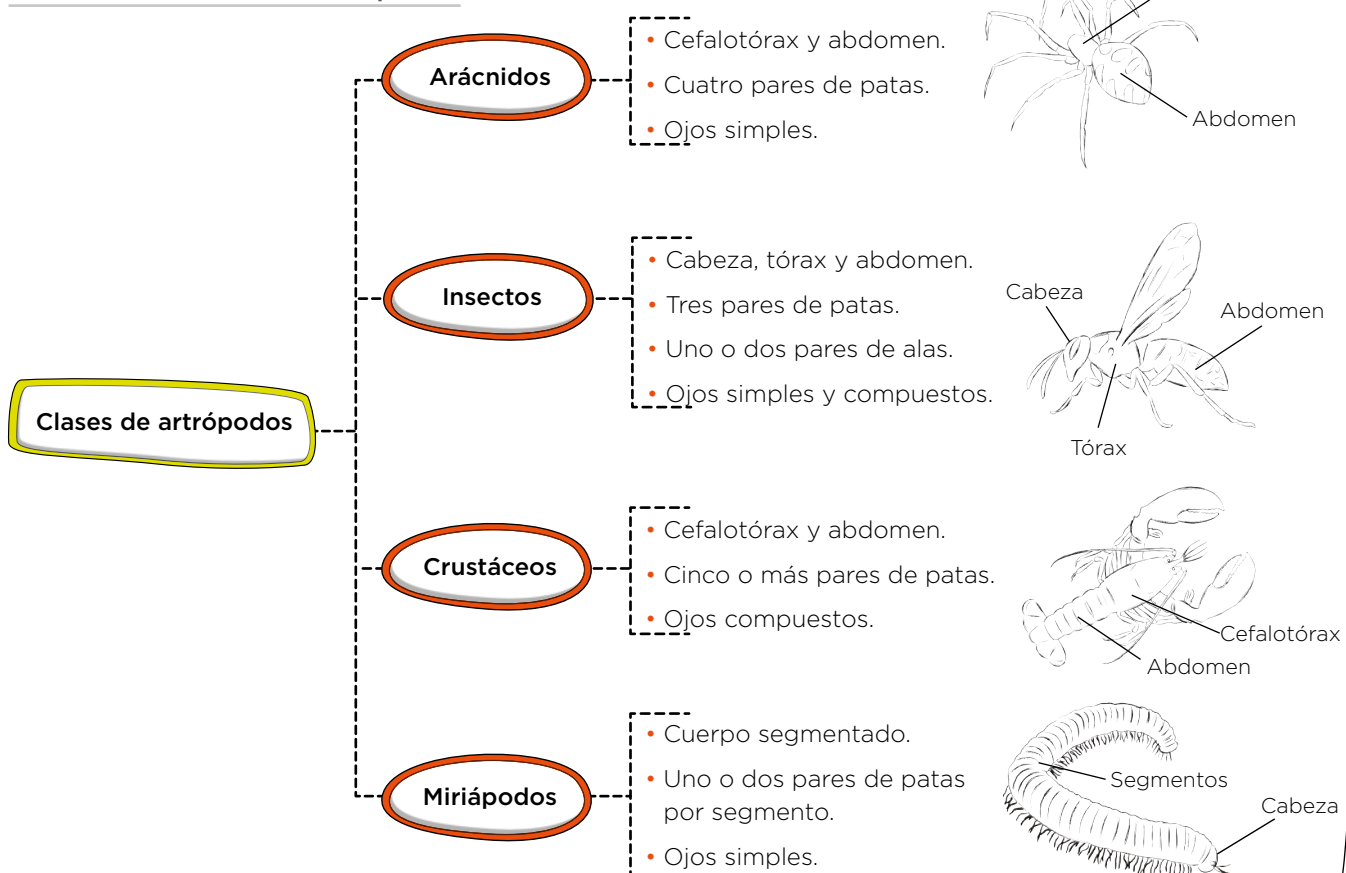 Arácnidos
• Cefalotórax y abdomen.
• Cuatro pares de patas.
• Ojos simples.
Abdomen
Insectos
• Cabeza, tórax y abdomen.
• Tres pares de patas.
• Uno o dos pares de alas.
• Ojos simples y compuestos.
Cabeza
Abdomen
Tórax
Clases de artrópodos
Crustáceos
• Cefalotórax y abdomen.
• Cinco o más pares de patas.
• Ojos compuestos.
Cefalotórax
Abdomen
Miriápodos
• Cuerpo segmentado.
• Uno o dos pares de patas
por segmento.
• Ojos simples.
Segmentos
Cabeza